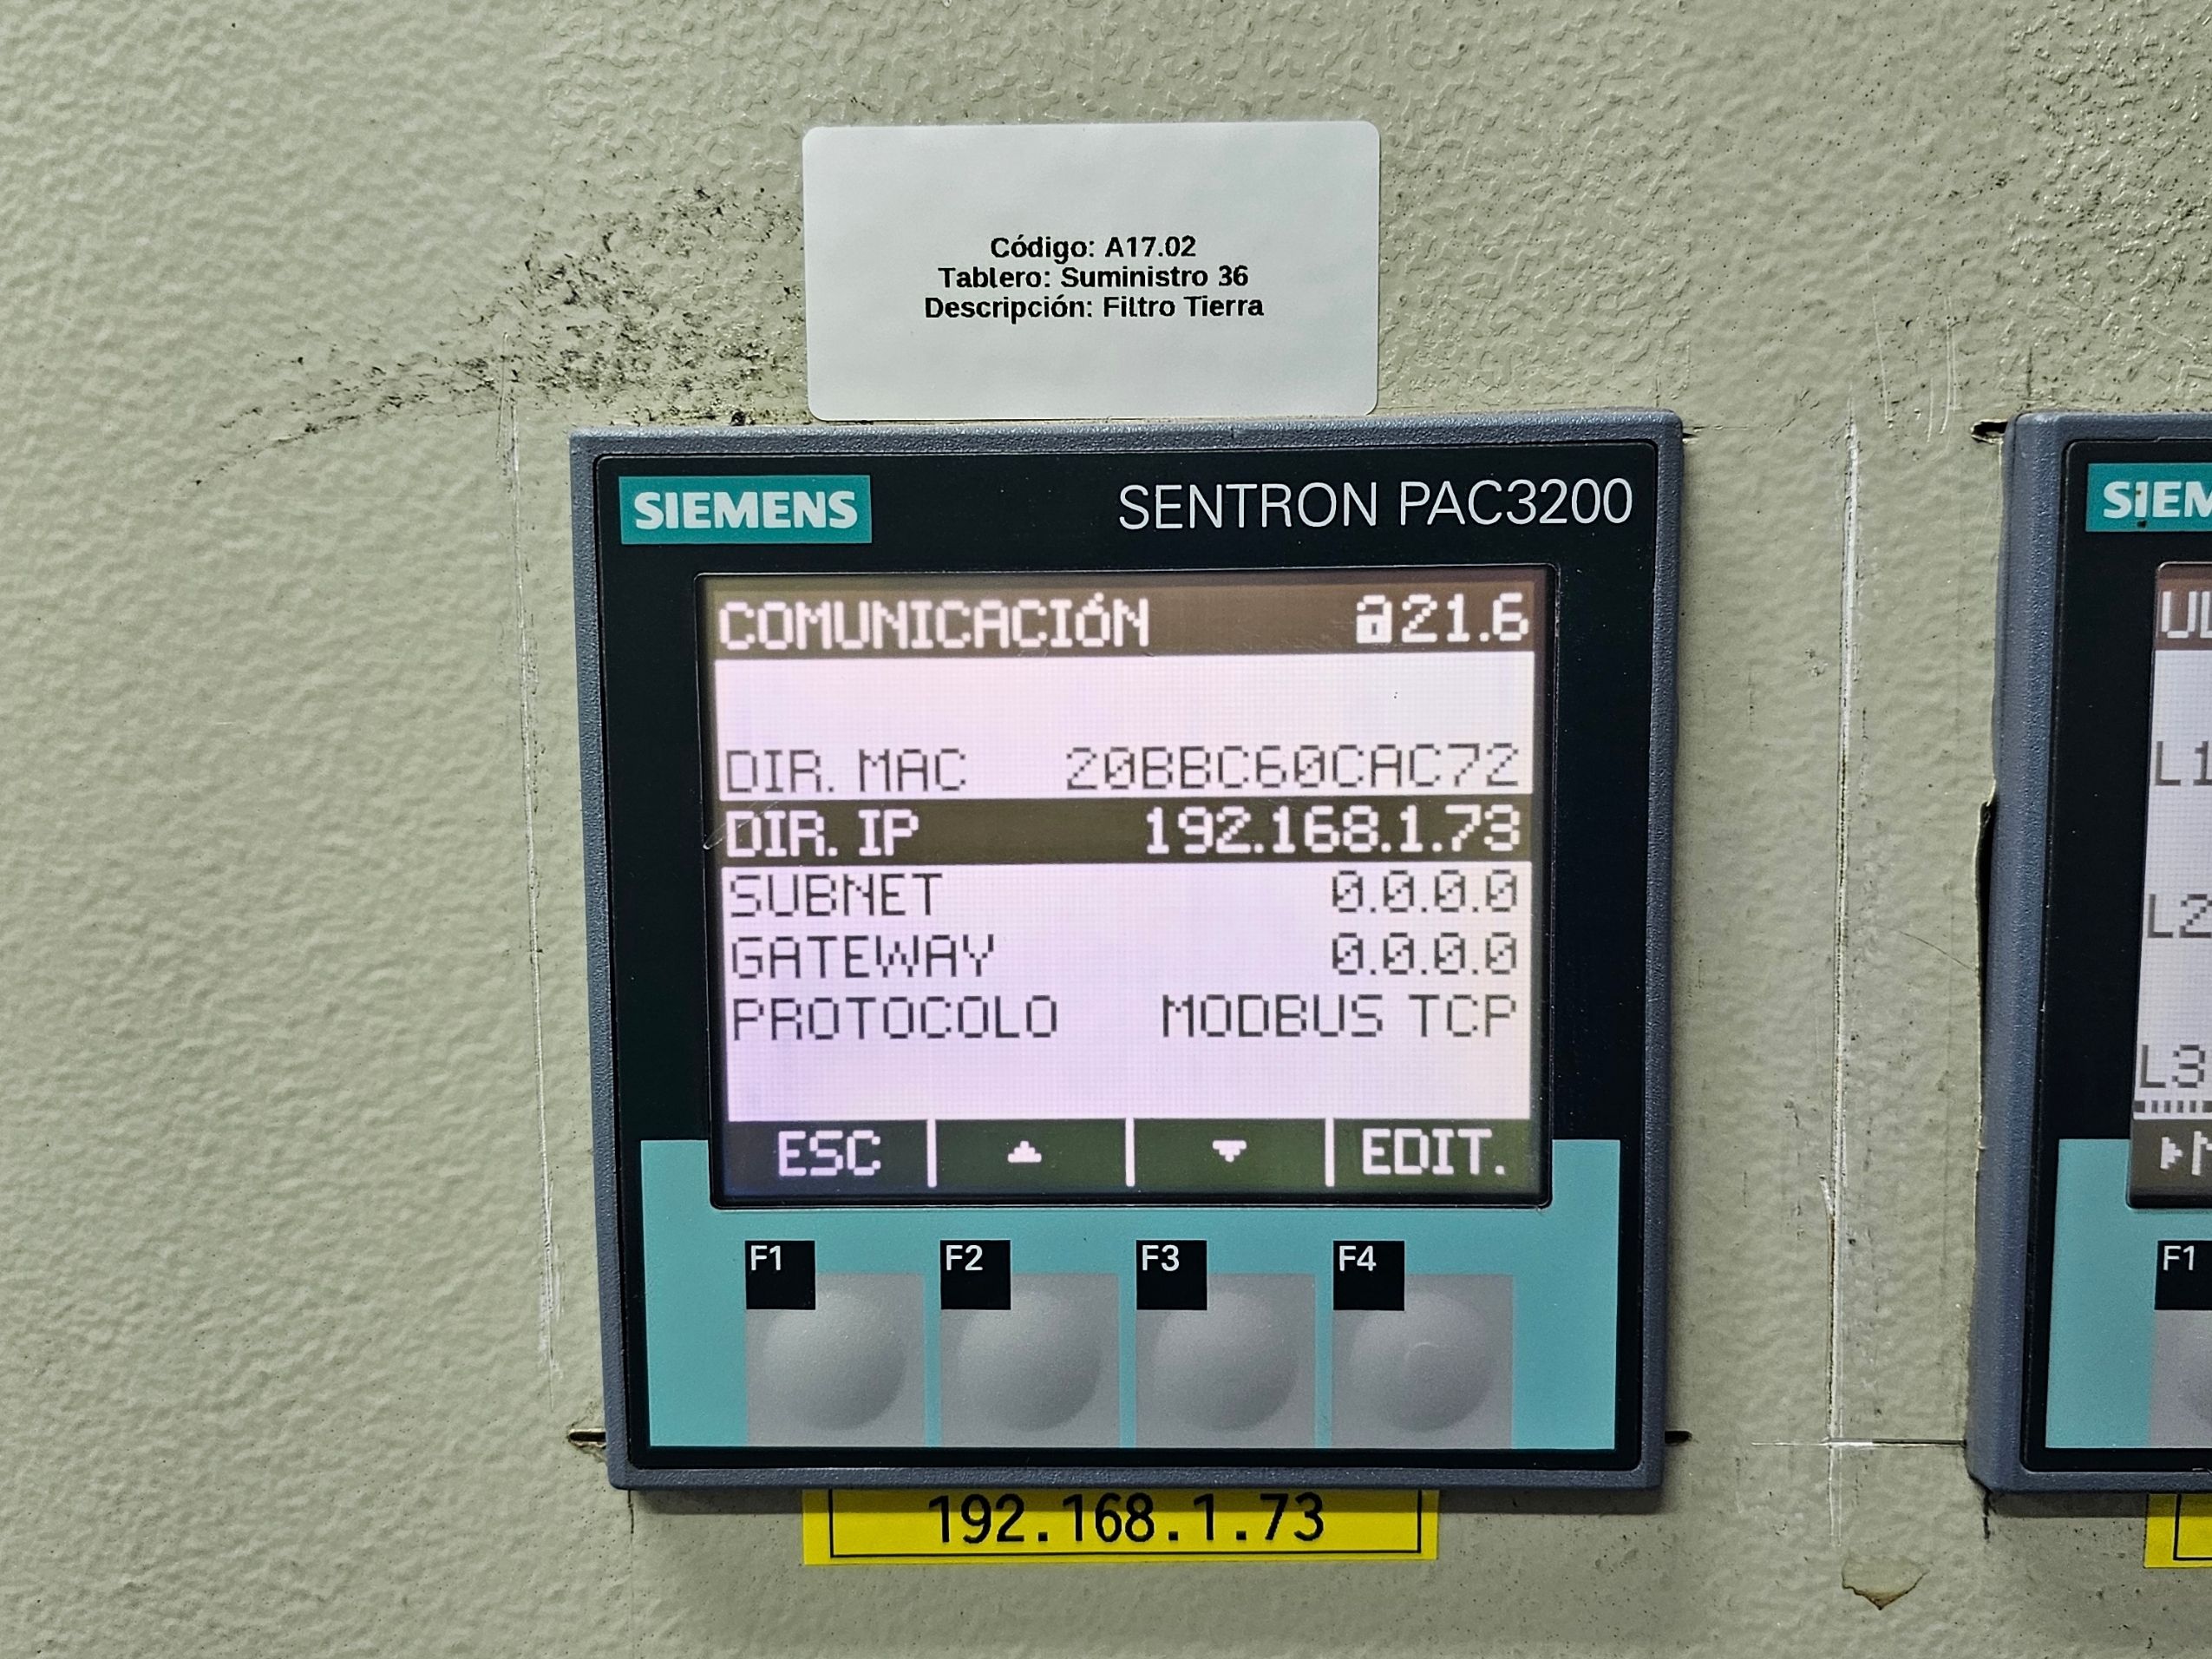 Código: A17.02
Tablero: Suministro 36
Descripción: Filtro Tierra
SIEMENS SENTRON PAC3200
COMUNICACIÓN 21.6
DIR. MAC 20BBC60CAC72
DIR. IP 192.168.1.73
SUBNET 0.0.0.0
GATEWAY 0.0.0.0
PROTOCOLO MODBUS TCP
ESC EDIT.
F1 F2 F3 F4
192.168.1.73
SIEM
L1
L2
L3
F1